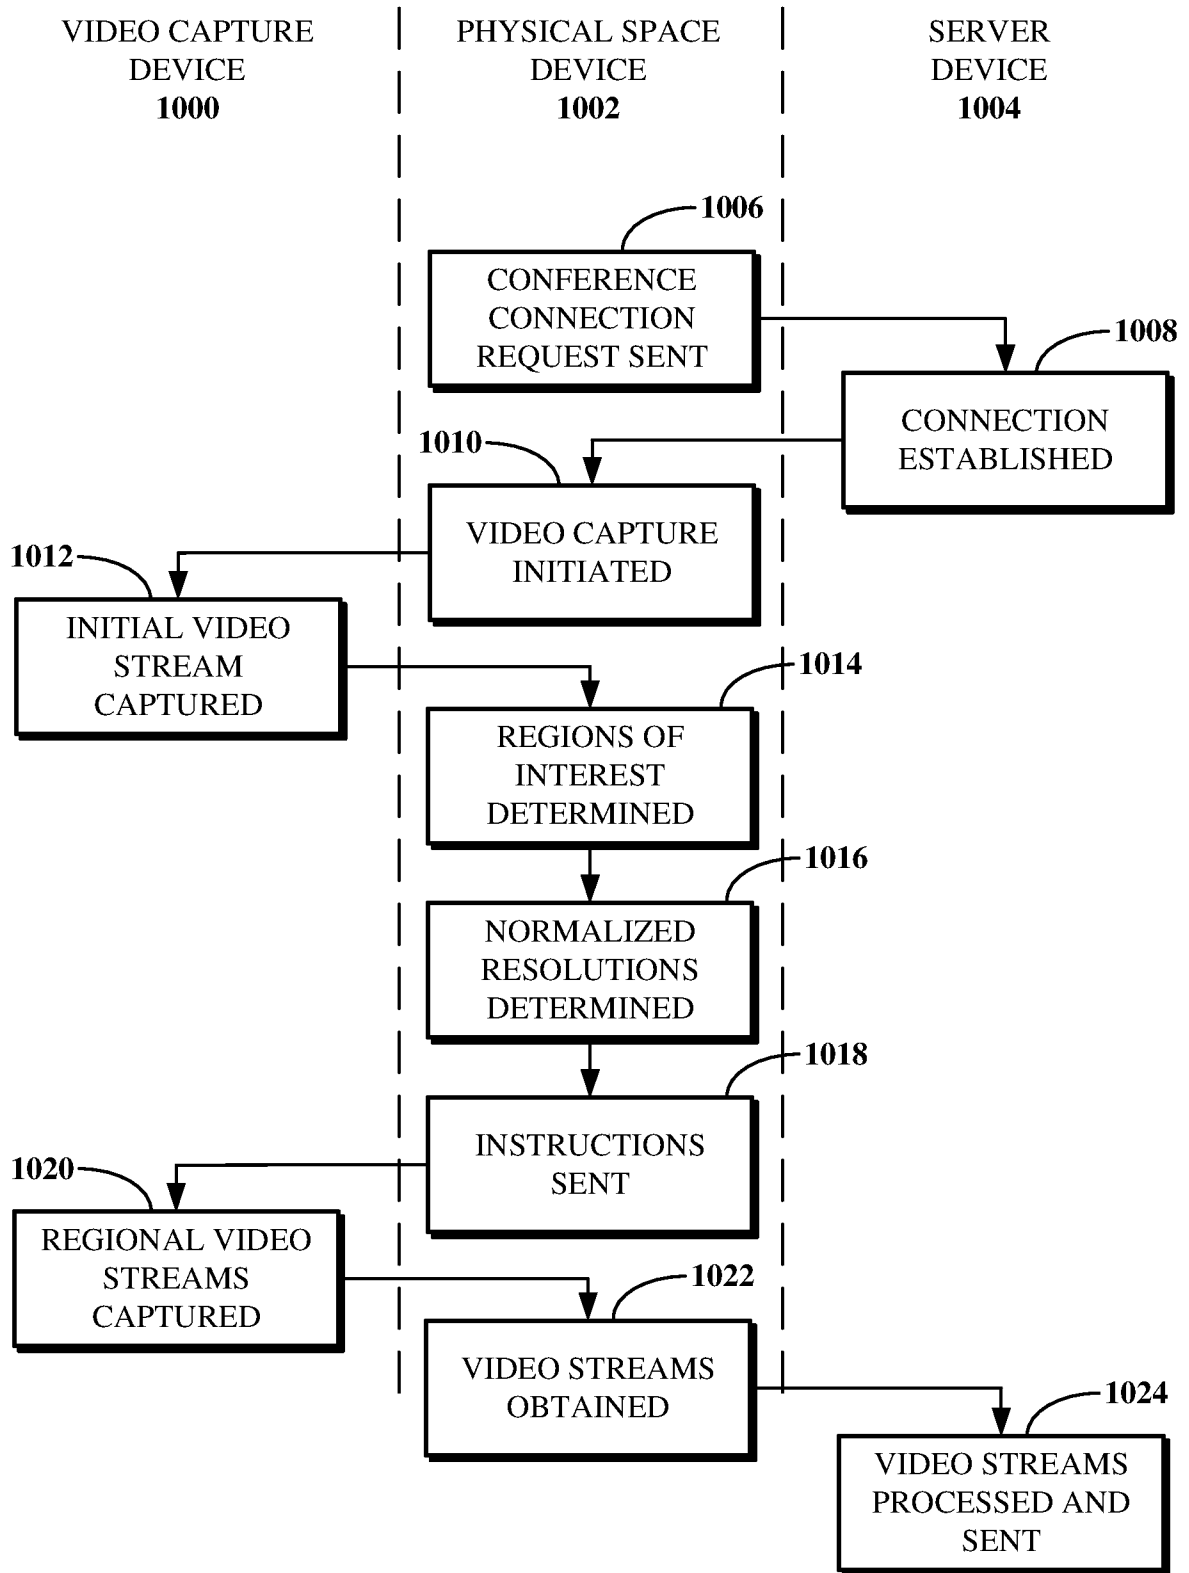 VIDEO CAPTURE
DEVICE
1000
PHYSICAL SPACE
DEVICE
1002
SERVER
DEVICE
1004
1006
CONFERENCE
CONNECTION
REQUEST SENT
1008
CONNECTION
ESTABLISHED
1010
VIDEO CAPTURE
INITIATED
1012
INITIAL VIDEO
STREAM
CAPTURED
1014
REGIONS OF
INTEREST
DETERMINED
1016
NORMALIZED
RESOLUTIONS
DETERMINED
1018
INSTRUCTIONS
SENT
1020
REGIONAL VIDEO
STREAMS
CAPTURED
1022
VIDEO STREAMS
OBTAINED
1024
VIDEO STREAMS
PROCESSED AND
SENT